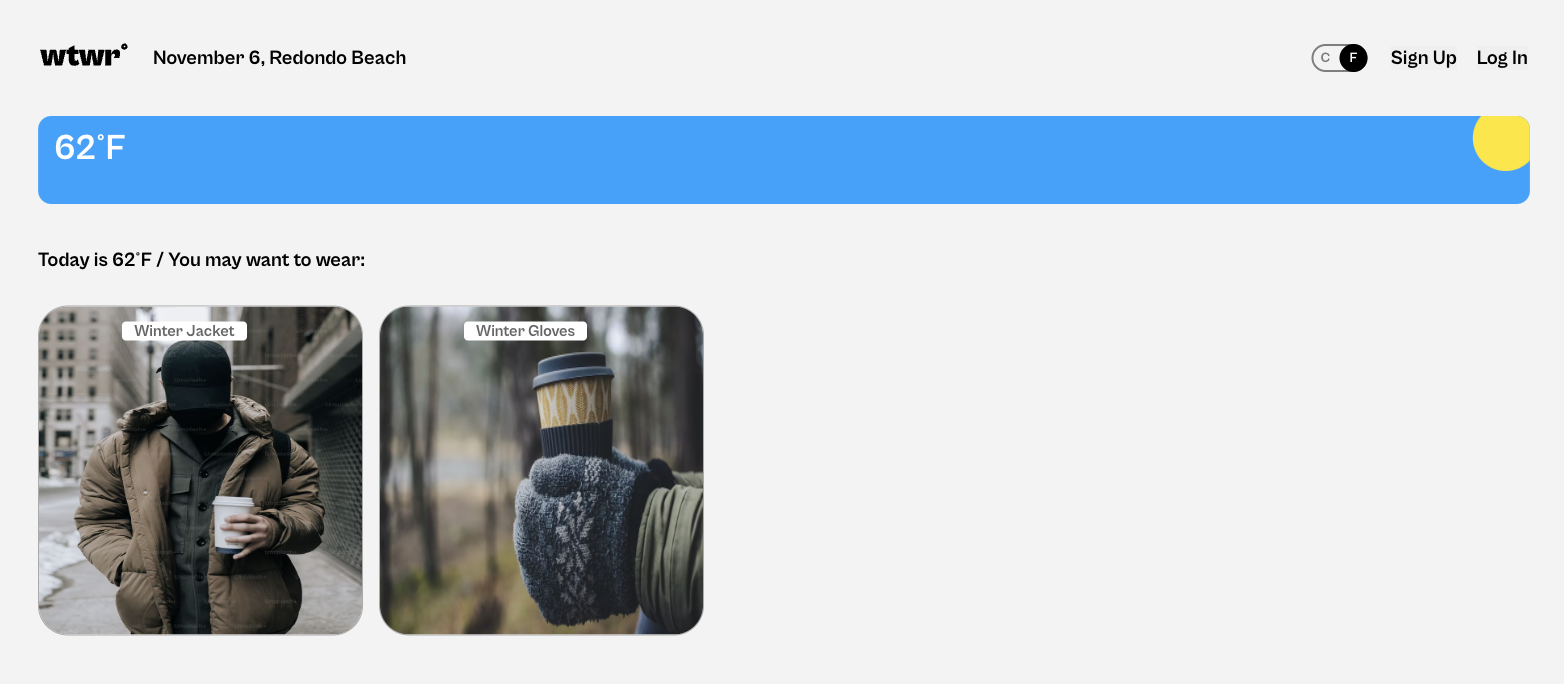 wtwr°
November 6, Redondo Beach
C F
Sign Up Log In
62°F
Today is 62°F / You may want to wear:
Winter Jacket
Winter Gloves